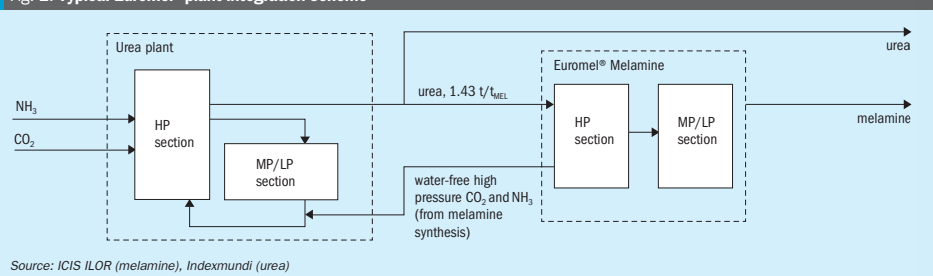 Fig. 2: Typical Euromel® plant integration scheme
Urea plant
urea
Euromel® Melamine
NH3
urea, 1.43 t/tMEL
HP
section
HP
section
MP/LP
section
melamine
CO2
MP/LP
section
water-free high
pressure CO2 and NH3
(from melamine
synthesis)
Source: ICIS ILOR (melamine), Indexmundi (urea)